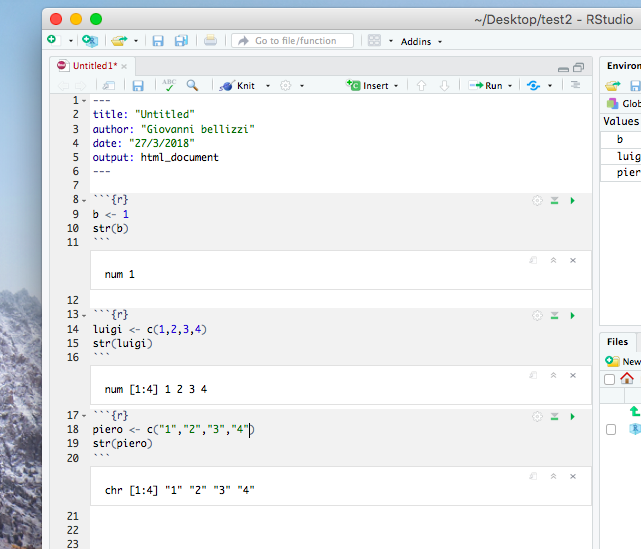 ~/Desktop/test2 - RStudio
Go to file/function
Addins
Untitled1*
ABC
Knit
Insert
Run
1 ---
2 title: "Untitled"
3 author: "Giovanni bellizzi"
4 date: "27/3/2018"
5 output: html_document
6 ---
7
8 ```{r}
9 b <- 1
10 str(b)
11 ```
num 1
12
13 ```{r}
14 luigi <- c(1,2,3,4)
15 str(luigi)
16 ```
num [1:4] 1 2 3 4
17 ```{r}
18 piero <- c("1","2","3","4")
19 str(piero)
20 ```
chr [1:4] "1" "2" "3" "4"
21
22
23
Environ
Glob
Values
b
luig
pier
Files
New